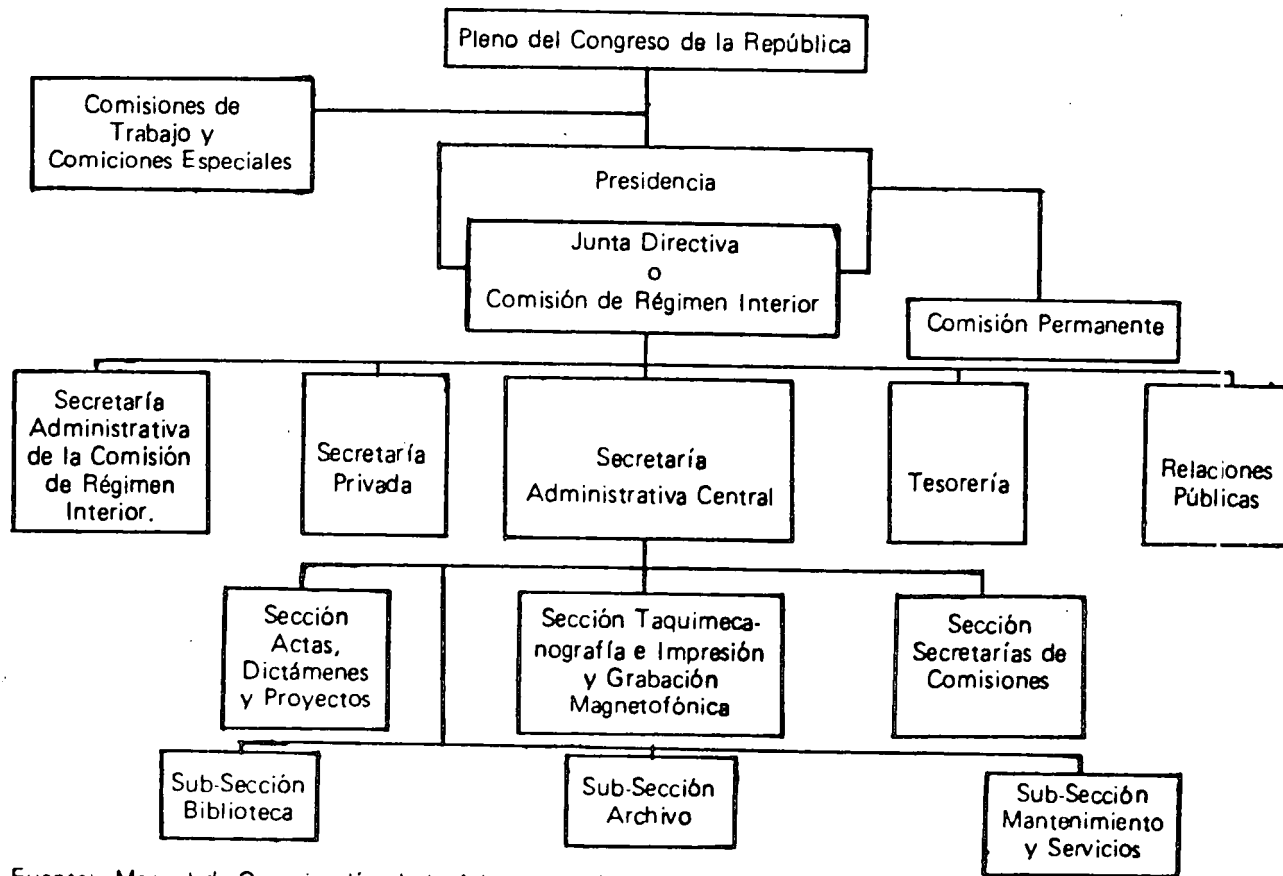 Pleno del Congreso de la República
Comisiones de
Trabajo y
Comiciones Especiales
Presidencia
Junta Directiva
o
Comisión de Régimen Interior
Comisión Permanente
Secretaría
Administrativa
de la Comisión
de Régimen
Interior.
Secretaría
Privada
Secretaría
Administrativa Central
Tesorería
Relaciones
Públicas
Sección
Actas,
Dictámenes
y Proyectos
Sección Taquimeca-
nografía e Impresión
y Grabación
Magnetofónica
Sección
Secretarías de
Comisiones
Sub-Sección
Biblioteca
Sub-Sección
Archivo
Sub-Sección
Mantenimiento
y Servicios